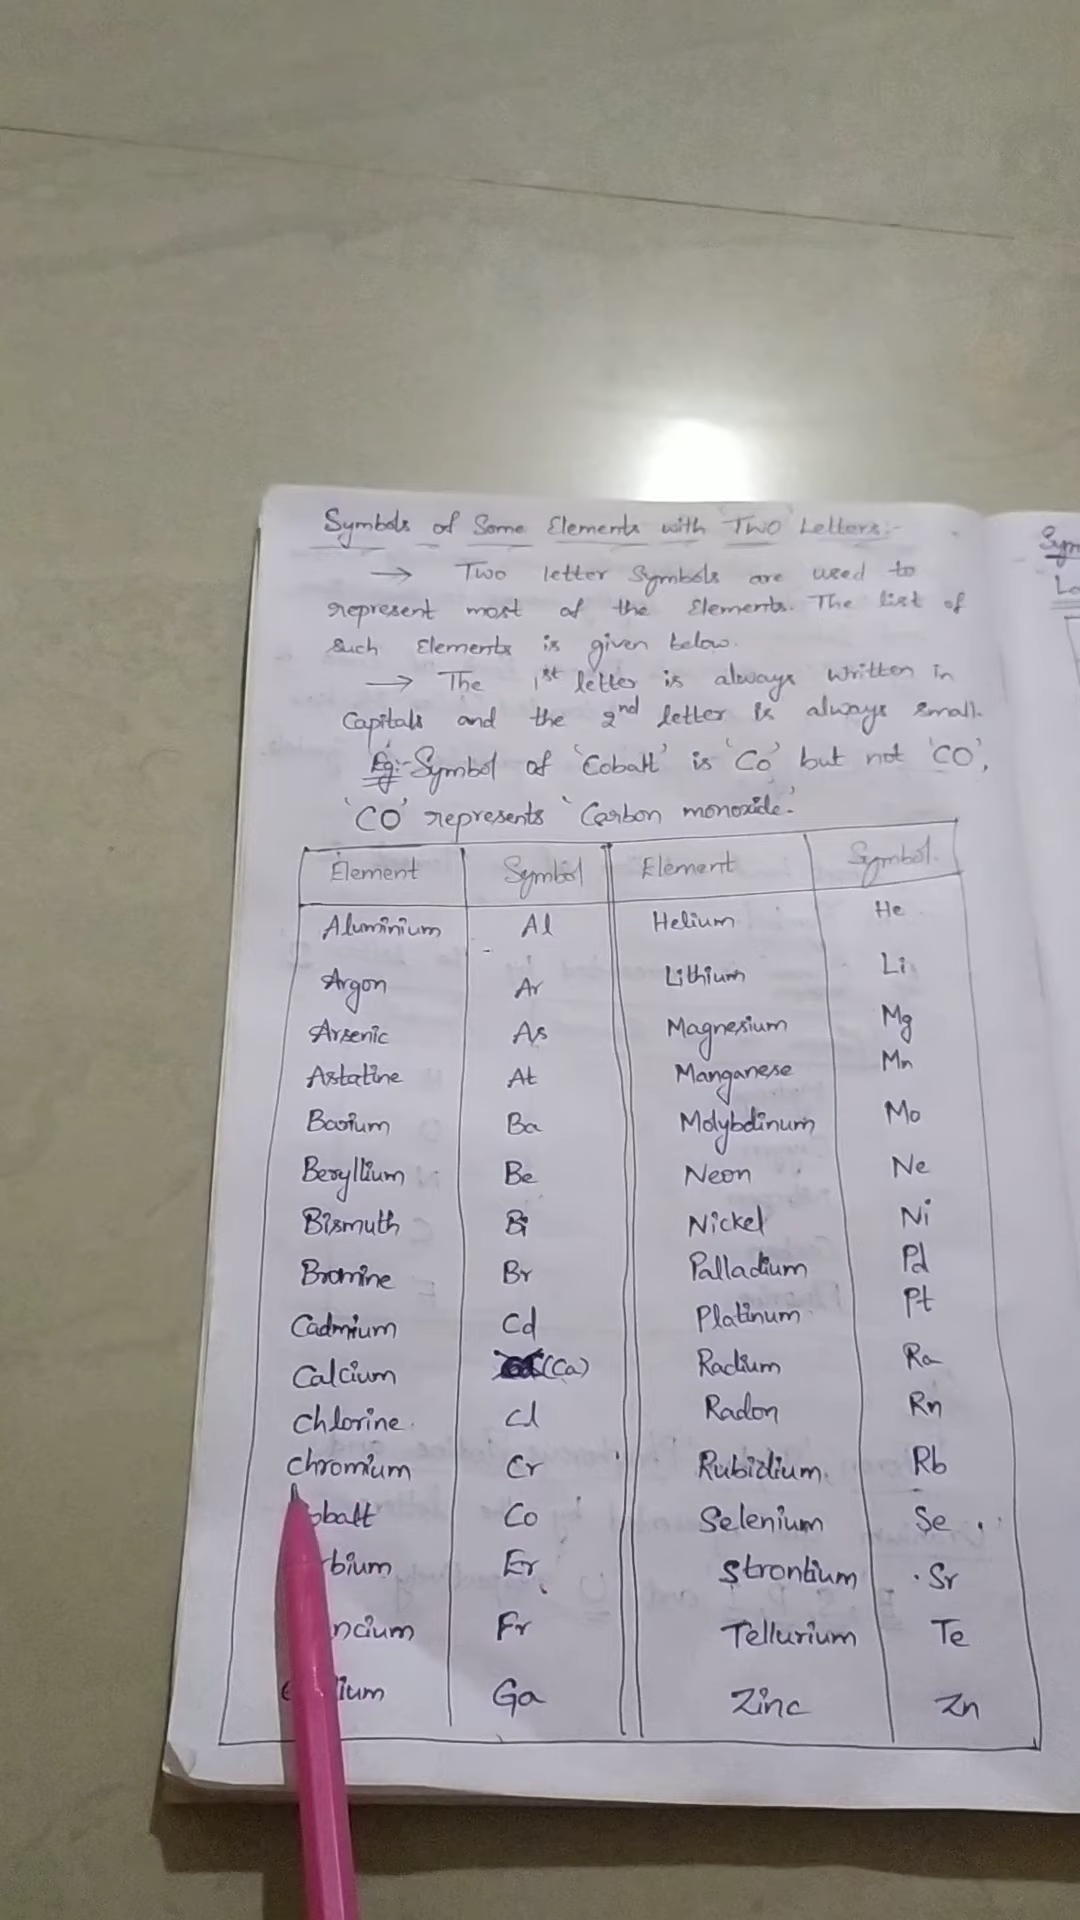 Symbols of Some Elements with 'TWO' Letters:-
→ Two letter Symbols are used to
represent most of the Elements. The list of
such Elements is given below.
→ The 1st letter is always written in
Capitals and the 2nd letter is always small.
Eg:- Symbol of 'Cobalt' is 'Co' but not 'CO',
'CO' represents 'Carbon monoxide.'
Element Symbol Element Symbol.
Aluminium Al Helium He
Argon Ar Lithium Li
Arsenic As Magnesium Mg
Astatine At Manganese Mn
Barium Ba Molybdinum Mo
Beryllium Be Neon Ne
Bismuth Bi Nickel Ni
Bromine Br Palladium Pd
Cadmium Cd Platinum Pt
Calcium (Ca) Radium Ra
Chlorine Cl Radon Rn
Chromium Cr Rubidium Rb
obalt Co Selenium Se
rbium Er Strontium Sr
ncium Fr Tellurium Te
lium Ga Zinc Zn
Sym